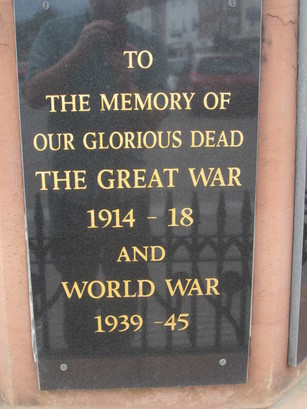 TO
THE MEMORY OF
OUR GLORIOUS DEAD
THE GREAT WAR
1914 - 18
AND
WORLD WAR
1939 -45